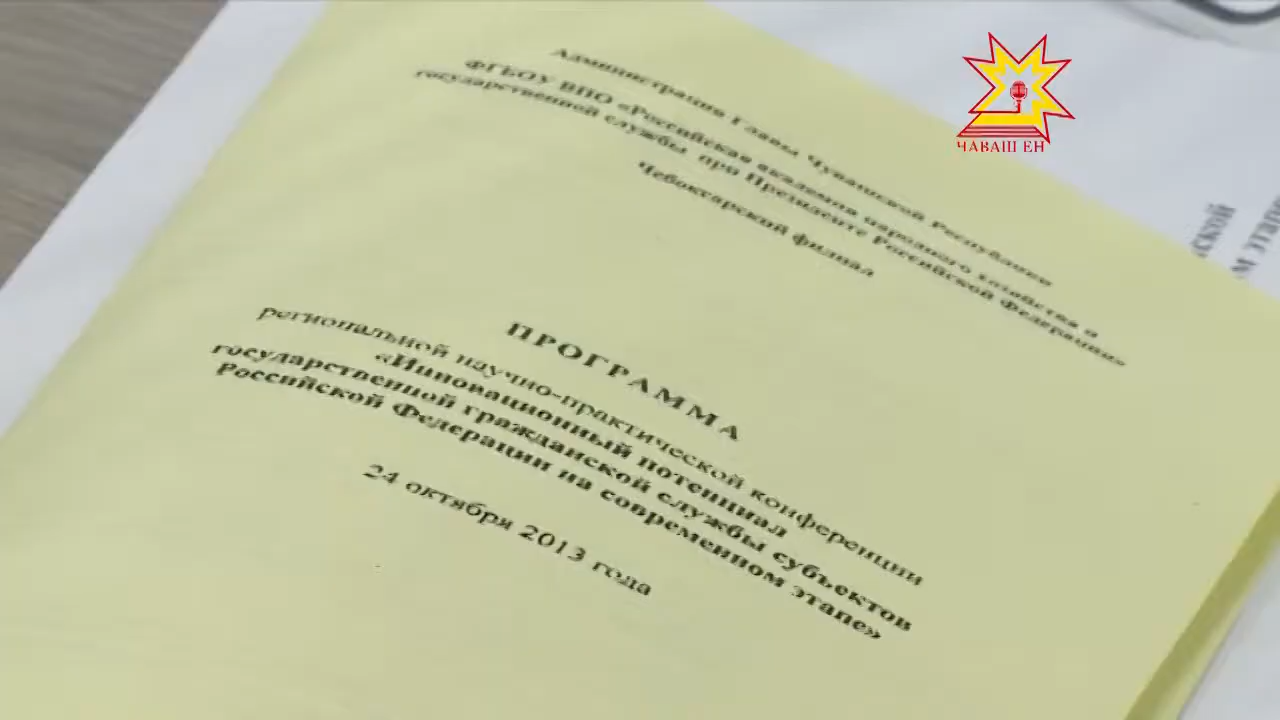 Администрация Главы Чувашской Республики
ФГБОУ ВПО «Российская академия народного хозяйства и
государственной службы при Президенте Российской Федерации»
Чебоксарский филиал
ПРОГРАММА
региональной научно-практической конференции
«Инновационный потенциал
государственной гражданской службы субъектов
Российской Федерации на современном этапе»
24 октября 2013 года
ЧАВАШ ЕН